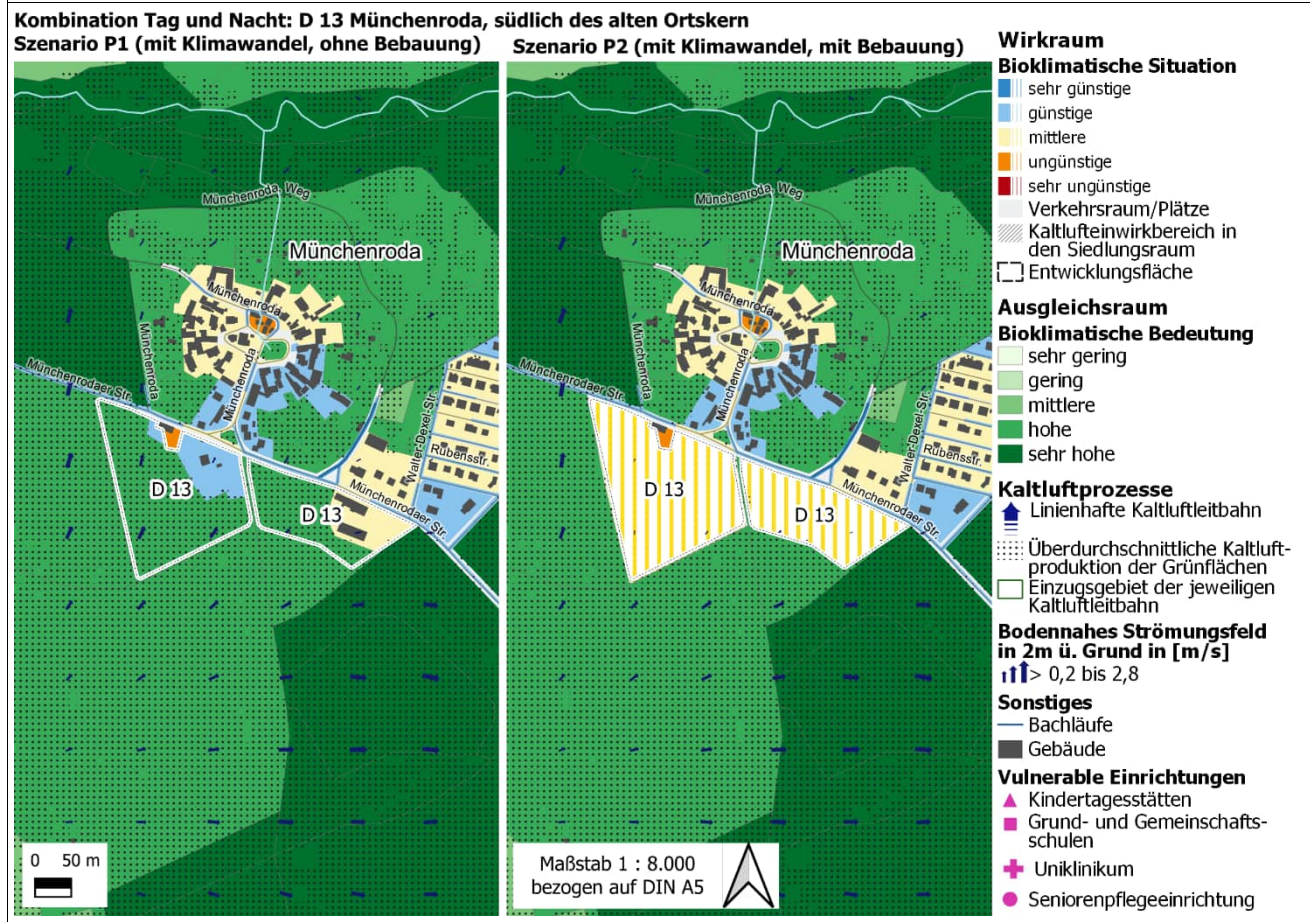 Kombination Tag und Nacht: D 13 Münchenroda, südlich des alten Ortskern
Szenario P1 (mit Klimawandel, ohne Bebauung)
Szenario P2 (mit Klimawandel, mit Bebauung)
Münchenroda, Weg
Münchenroda
Münchenroda
Münchenroda
Münchenroda
Münchenrodaer Str.
Walter-Dexel-Str.
Rubensstr.
D 13
D 13
Münchenrodaer Str.
0 50 m
Münchenroda, Weg
Münchenroda
Münchenroda
Münchenroda
Münchenroda
Münchenrodaer Str.
Walter-Dexel-Str.
Rubensstr.
D 13
D 13
Münchenrodaer Str.
Maßstab 1 : 8.000
bezogen auf DIN A5
Wirkraum
Bioklimatische Situation
sehr günstige
günstige
mittlere
ungünstige
sehr ungünstige
Verkehrsraum/Plätze
Kaltlufteinwirkbereich in
den Siedlungsraum
Entwicklungsfläche
Ausgleichsraum
Bioklimatische Bedeutung
sehr gering
gering
mittlere
hohe
sehr hohe
Kaltluftprozesse
Linienhafte Kaltluftleitbahn
Überdurchschnittliche Kaltluft-
produktion der Grünflächen
Einzugsgebiet der jeweiligen
Kaltluftleitbahn
Bodennahes Strömungsfeld
in 2m ü. Grund in [m/s]
> 0,2 bis 2,8
Sonstiges
Bachläufe
Gebäude
Vulnerable Einrichtungen
Kindertagesstätten
Grund- und Gemeinschafts-
schulen
Uniklinikum
Seniorenpflegeeinrichtung